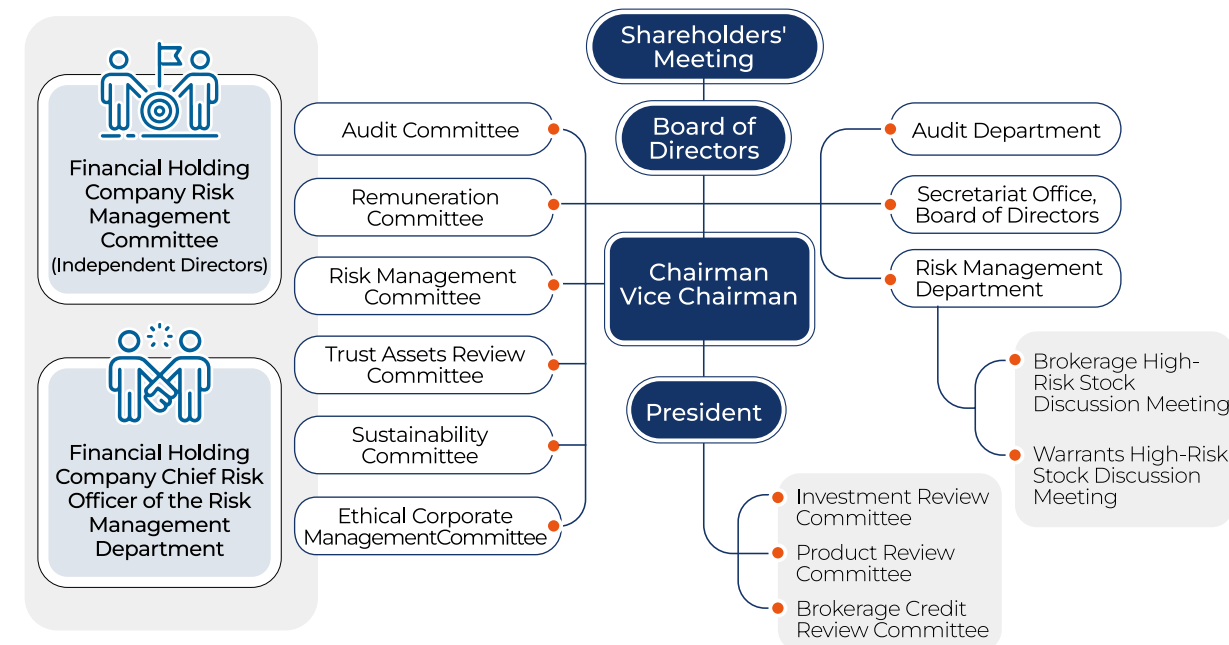 Shareholders'
Meeting
Board of
Directors
Chairman
Vice Chairman
President
Financial Holding
Company Risk
Management
Committee
(Independent Directors)
Financial Holding
Company Chief Risk
Officer of the Risk
Management
Department
Audit Committee
Remuneration
Committee
Risk Management
Committee
Trust Assets Review
Committee
Sustainability
Committee
Ethical Corporate
ManagementCommittee
Audit Department
Secretariat Office,
Board of Directors
Risk Management
Department
Brokerage High-
Risk Stock
Discussion Meeting
Warrants High-Risk
Stock Discussion
Meeting
Investment Review
Committee
Product Review
Committee
Brokerage Credit
Review Committee